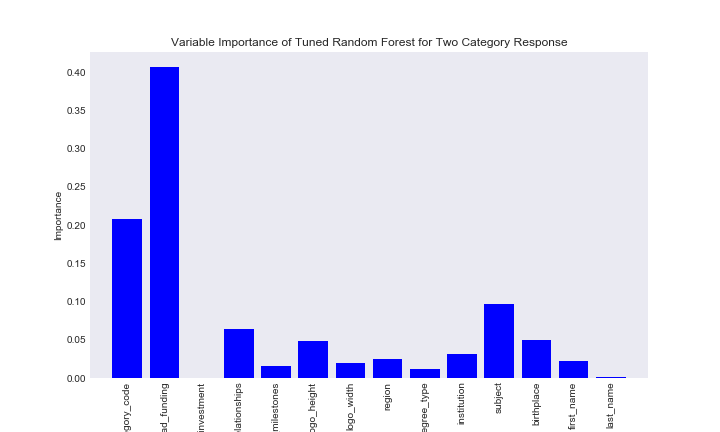 Variable Importance of Tuned Random Forest for Two Category Response
Importance
0.40
0.35
0.30
0.25
0.20
0.15
0.10
0.05
0.00
gory_code
ad_funding
investment
lationships
milestones
ogo_height
logo_width
region
egree_type
institution
subject
birthplace
first_name
last_name